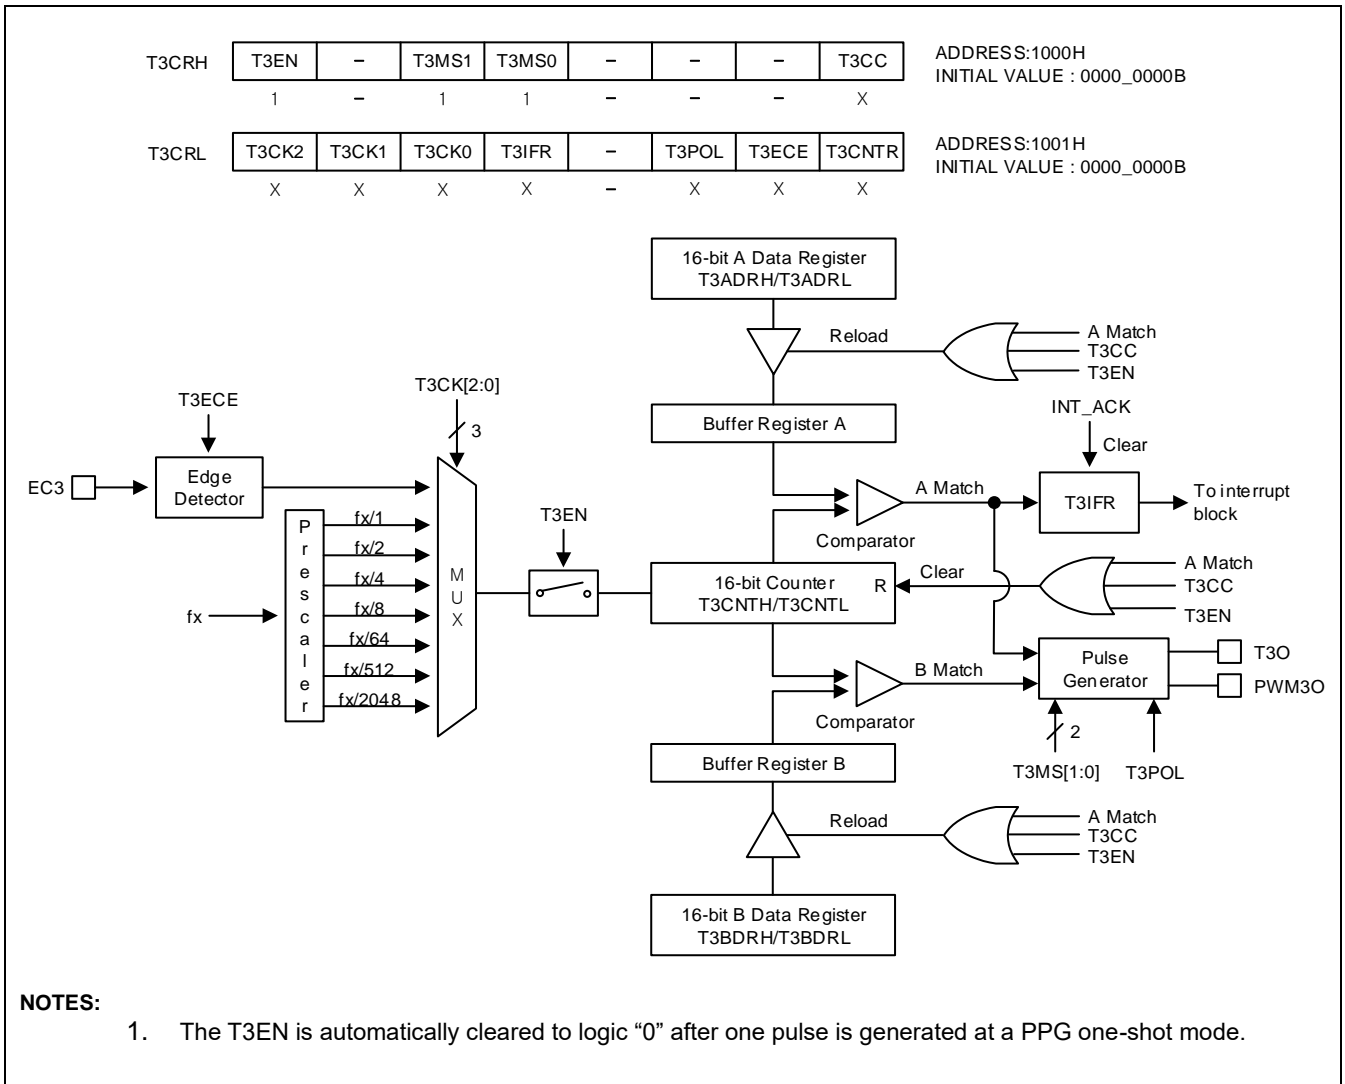 T3CRH T3EN – T3MS1 T3MS0 – – – T3CC
ADDRESS:1000H
INITIAL VALUE : 0000_0000B
1 – 1 1 – – – X
T3CRL T3CK2 T3CK1 T3CK0 T3IFR – T3POL T3ECE T3CNTR
ADDRESS:1001H
INITIAL VALUE : 0000_0000B
X X X X – X X X
16-bit A Data Register
T3ADRH/T3ADRL
Reload
A Match
T3CC
T3EN
T3CK[2:0]
3
T3ECE
Buffer Register A
INT_ACK
Clear
EC3
Edge
Detector
A Match
T3IFR
To interrupt
block
Comparator
Prescaler
fx/1
fx/2
fx/4
fx/8
fx/64
fx/512
fx/2048
fx
MUX
T3EN
16-bit Counter
T3CNTH/T3CNTL
R
Clear
A Match
T3CC
T3EN
B Match
Comparator
Pulse
Generator
T3O
PWM3O
2
T3MS[1:0]
T3POL
Buffer Register B
Reload
A Match
T3CC
T3EN
16-bit B Data Register
T3BDRH/T3BDRL
NOTES:
1. The T3EN is automatically cleared to logic “0” after one pulse is generated at a PPG one-shot mode.